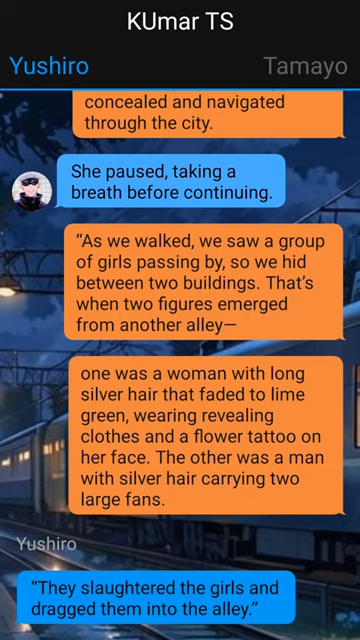 KUmar TS
Yushiro
Tamayo
concealed and navigated
through the city.
She paused, taking a
breath before continuing.
“As we walked, we saw a group
of girls passing by, so we hid
between two buildings. That’s
when two figures emerged
from another alley—
one was a woman with long
silver hair that faded to lime
green, wearing revealing
clothes and a flower tattoo on
her face. The other was a man
with silver hair carrying two
large fans.
Yushiro
“They slaughtered the girls and
dragged them into the alley.”